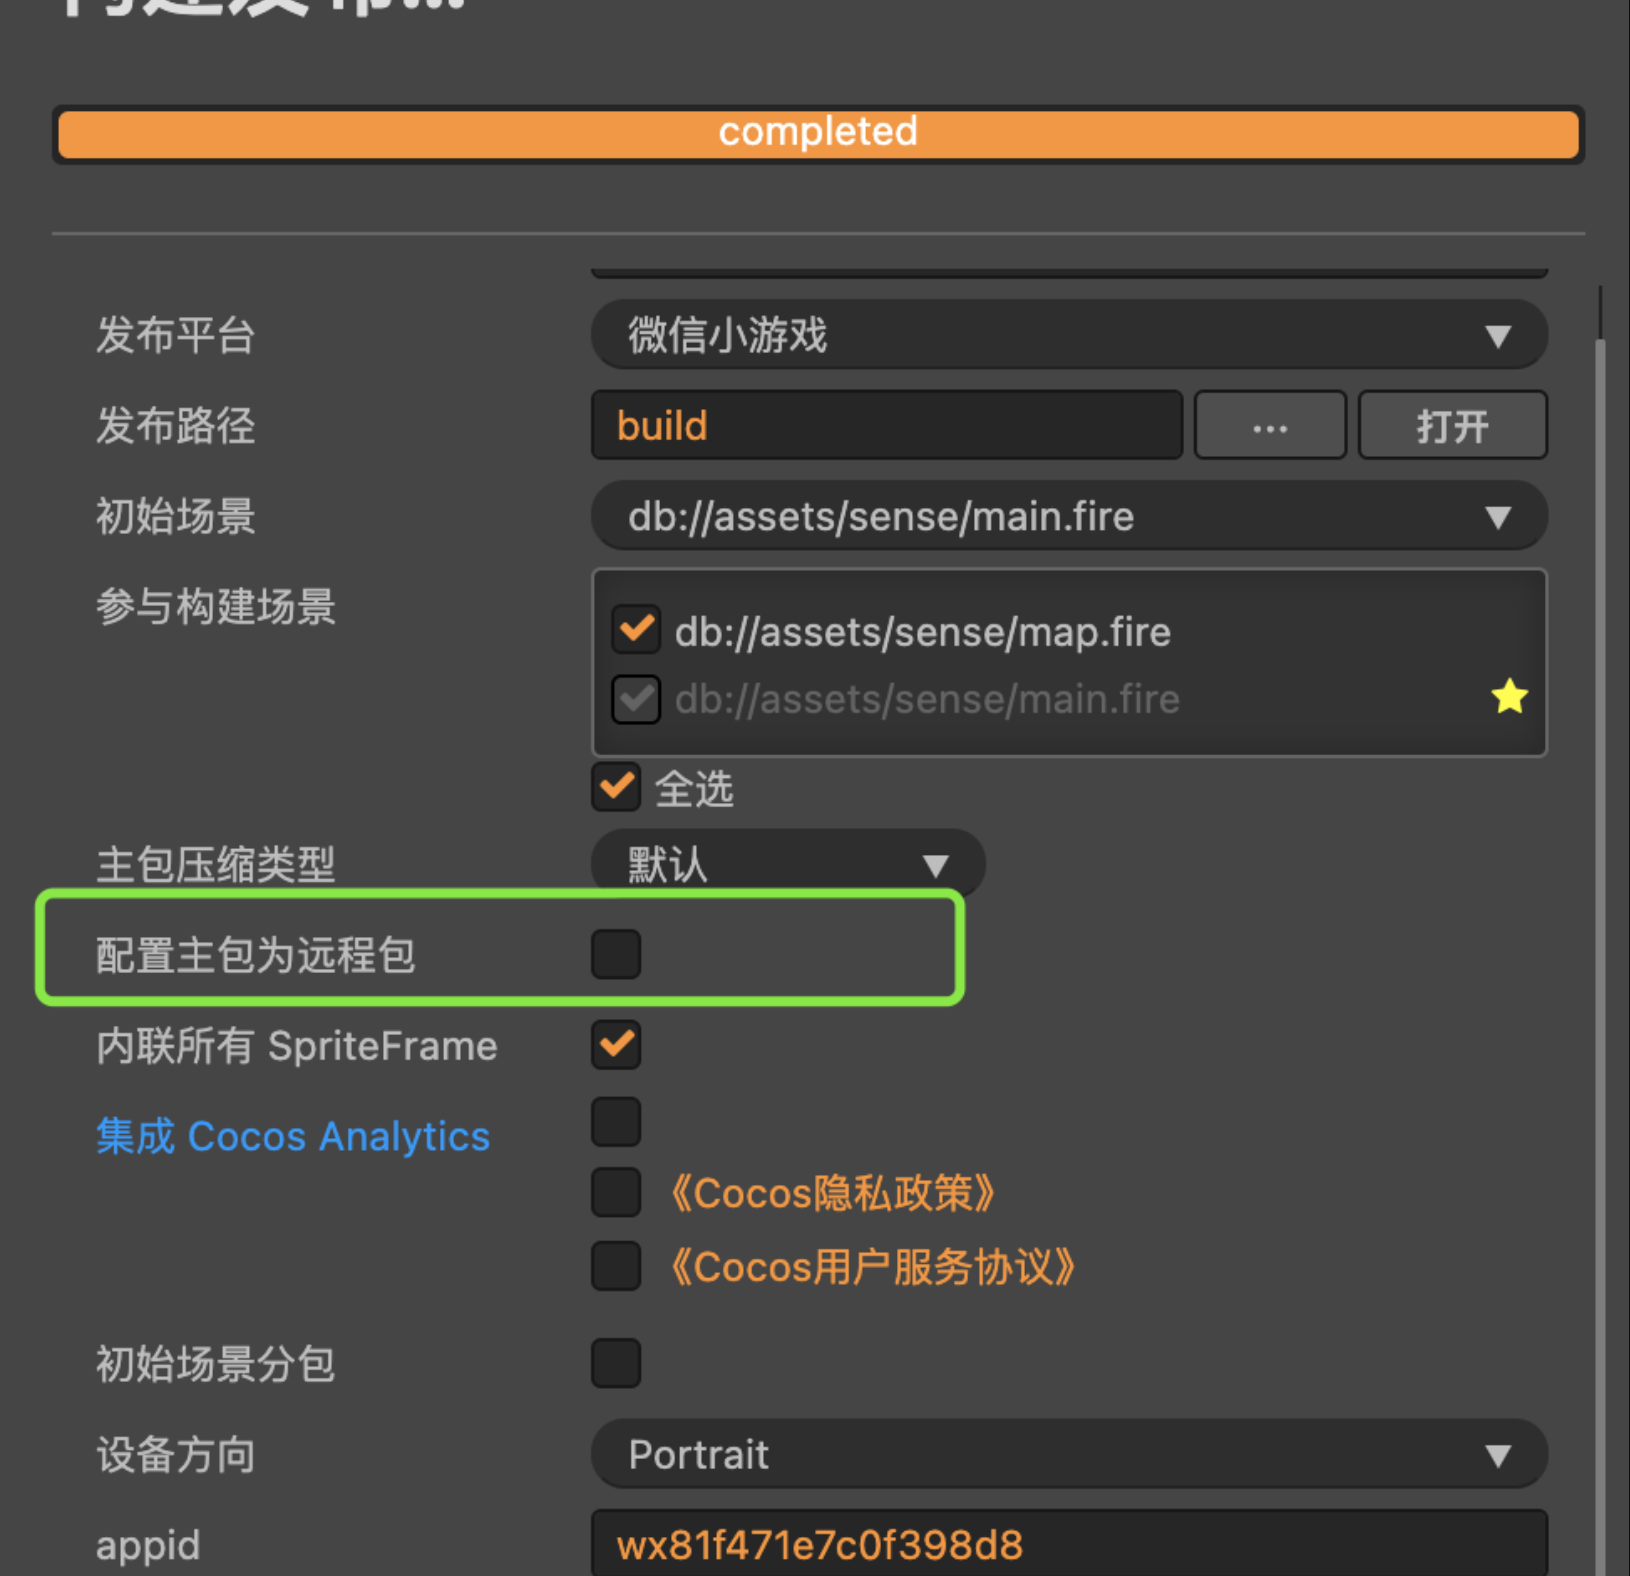 构建发布...
completed
发布平台 微信小游戏
发布路径 build ... 打开
初始场景 db://assets/sense/main.fire
参与构建场景 db://assets/sense/map.fire
db://assets/sense/main.fire
全选
主包压缩类型 默认
配置主包为远程包
内联所有 SpriteFrame
集成 Cocos Analytics
《Cocos隐私政策》
《Cocos用户服务协议》
初始场景分包
设备方向 Portrait
appid wx81f471e7c0f398d8